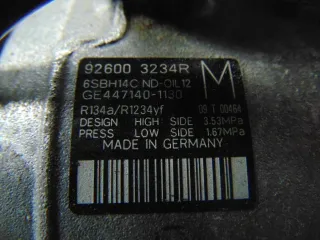 92600 3234R
M
6SBH14C ND-OIL12
GE447140-1130
R134a/R1234yf
DESIGN HIGH SIDE 3.53MPa
PRESS LOW SIDE 1.67MPa
MADE IN GERMANY